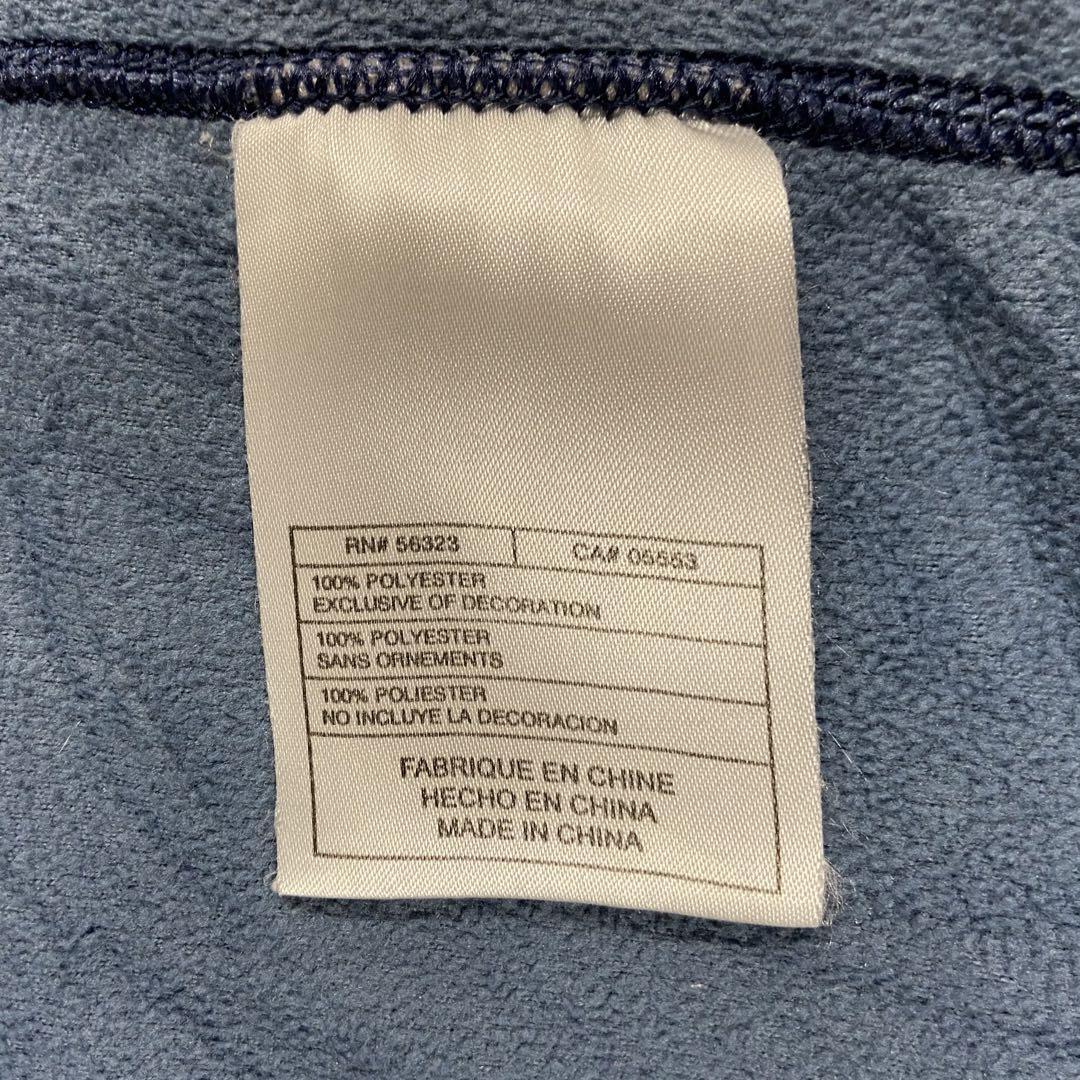 RN# 56323 CA# 05553
100% POLYESTER
EXCLUSIVE OF DECORATION
100% POLYESTER
SANS ORNEMENTS
100% POLIESTER
NO INCLUYE LA DECORACION
FABRIQUE EN CHINE
HECHO EN CHINA
MADE IN CHINA